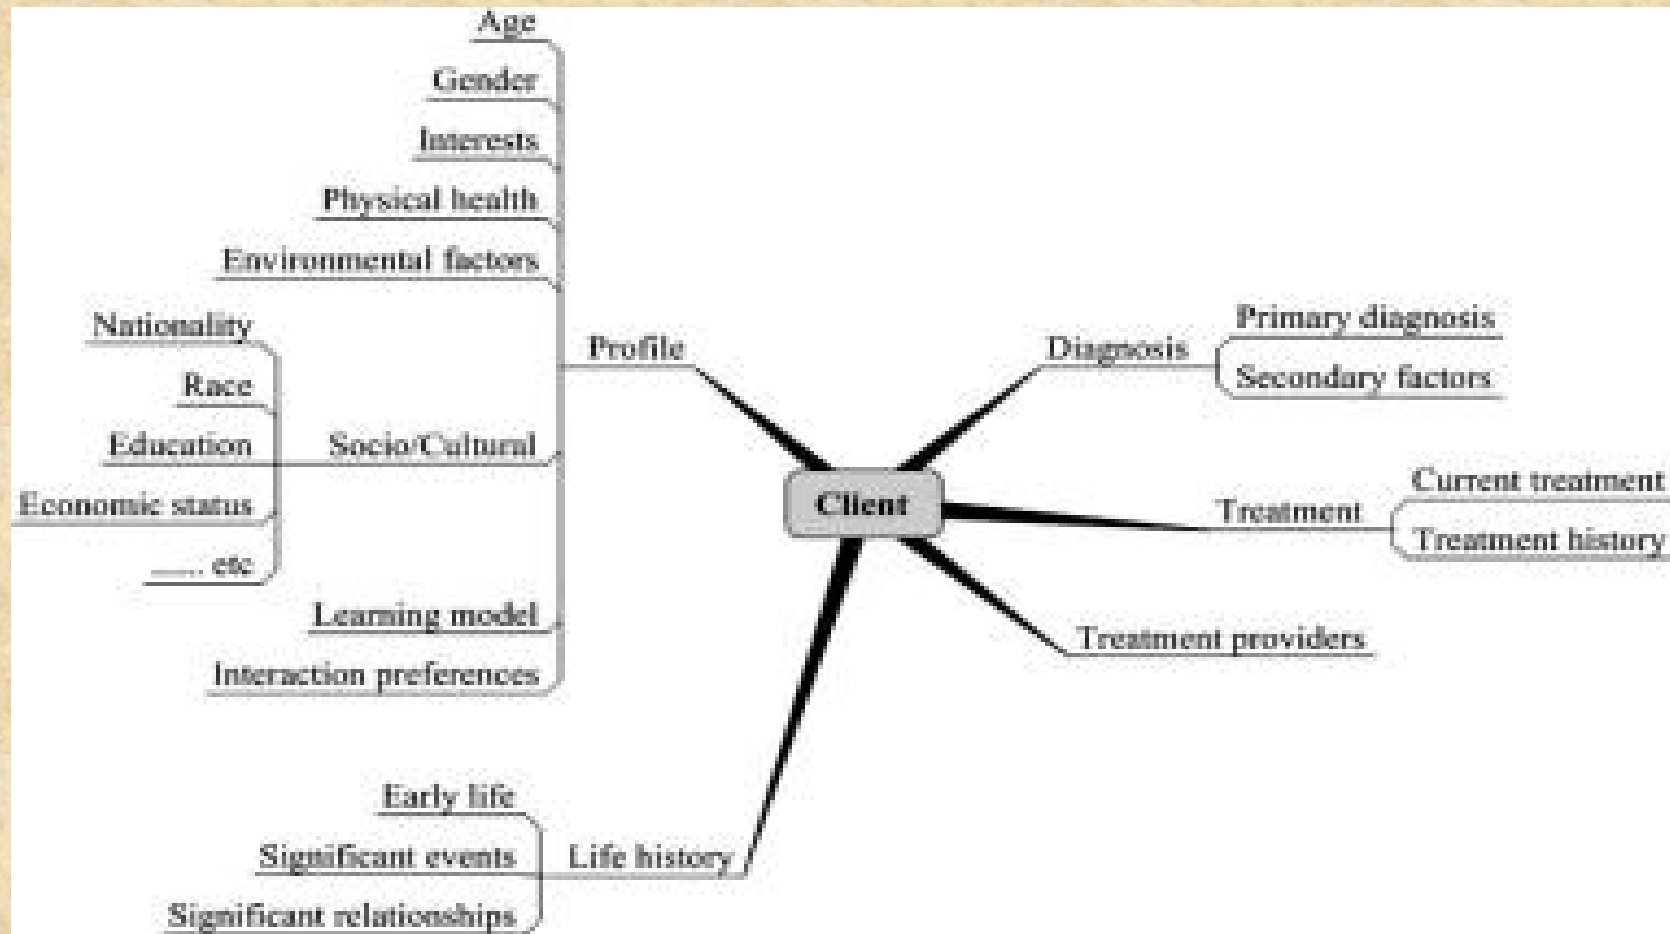 Age
Gender
Interests
Physical health
Environmental factors
Nationality
Race
Education
Economic status
..... etc
Socio/Cultural
Learning model
Interaction preferences
Profile
Early life
Significant events
Significant relationships
Life history
Client
Diagnosis
Primary diagnosis
Secondary factors
Treatment
Current treatment
Treatment history
Treatment providers